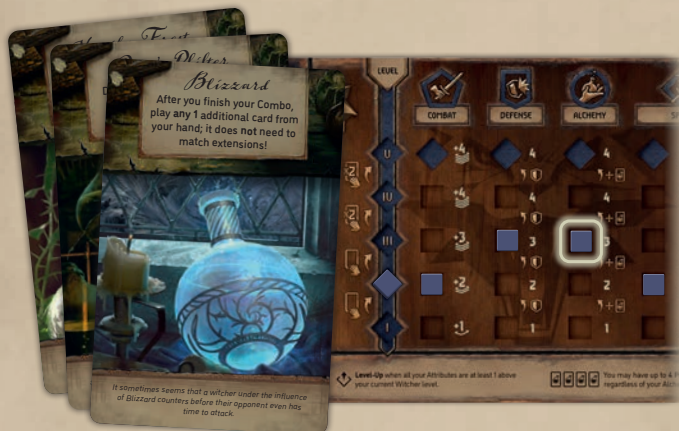 Blizzard
After you finish your Combo,
play any 1 additional card from
your hand; it does not need to
match extensions!
It sometimes seems that a witcher under the influence
of Blizzard counters before their opponent even has
time to attack.
LEVEL
COMBAT
DEFENSE
ALCHEMY
+4
4
4
IV
+4
4
III
+3
3
3
+2
2
2
I
+1
1
1
2
2
Level-Up when all your Attributes are at least 1 above
your current Witcher level.
You may have up to 4
regardless of your